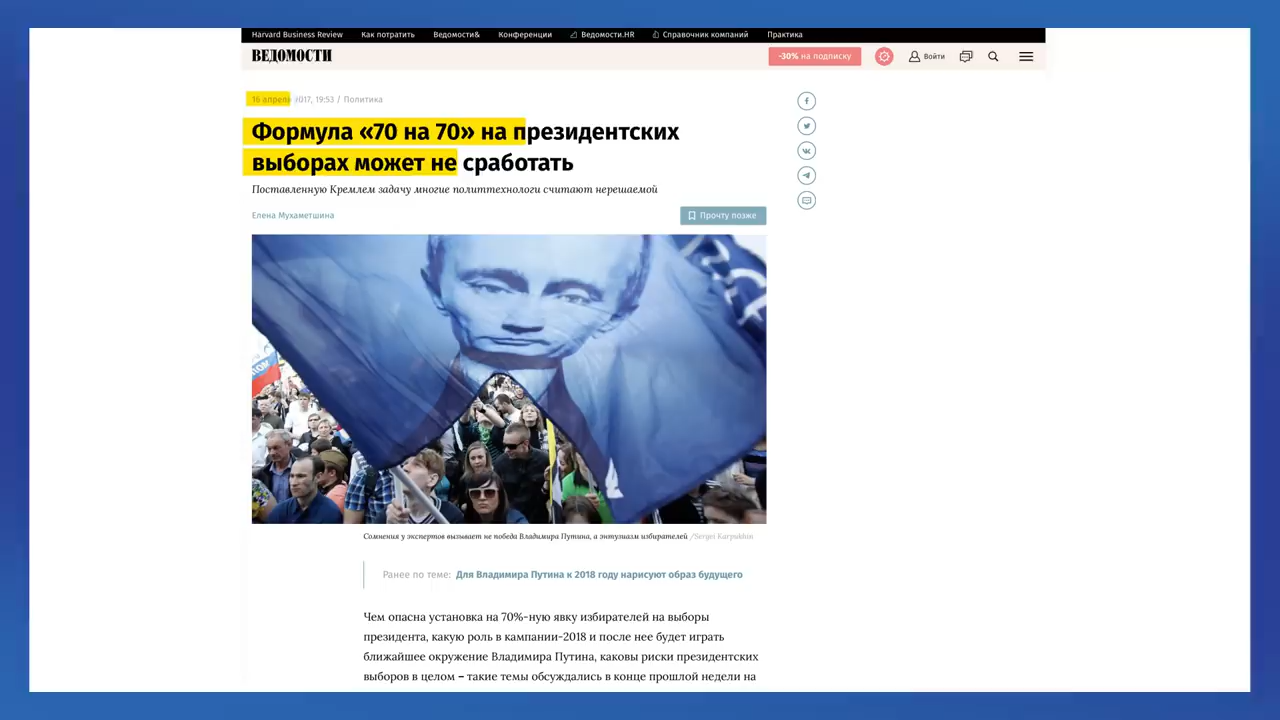 Harvard Business Review Как потратить Ведомости& Конференции Ведомости.HR Справочник компаний Практика
ВЕДОМОСТИ -30% на подписку Войти
16 апреля 2017, 19:53 / Политика
Формула «70 на 70» на президентских
выборах может не сработать
Поставленную Кремлем задачу многие политтехнологи считают нерешаемой
Елена Мухаметшина Прочту позже
Сомнения у экспертов вызывает не победа Владимира Путина, а энтузиазм избирателей /Sergei Karpukhin
Ранее по теме: Для Владимира Путина к 2018 году нарисуют образ будущего
Чем опасна установка на 70%-ную явку избирателей на выборы
президента, какую роль в кампании-2018 и после нее будет играть
ближайшее окружение Владимира Путина, каковы риски президентских
выборов в целом – такие темы обсуждались в конце прошлой недели на